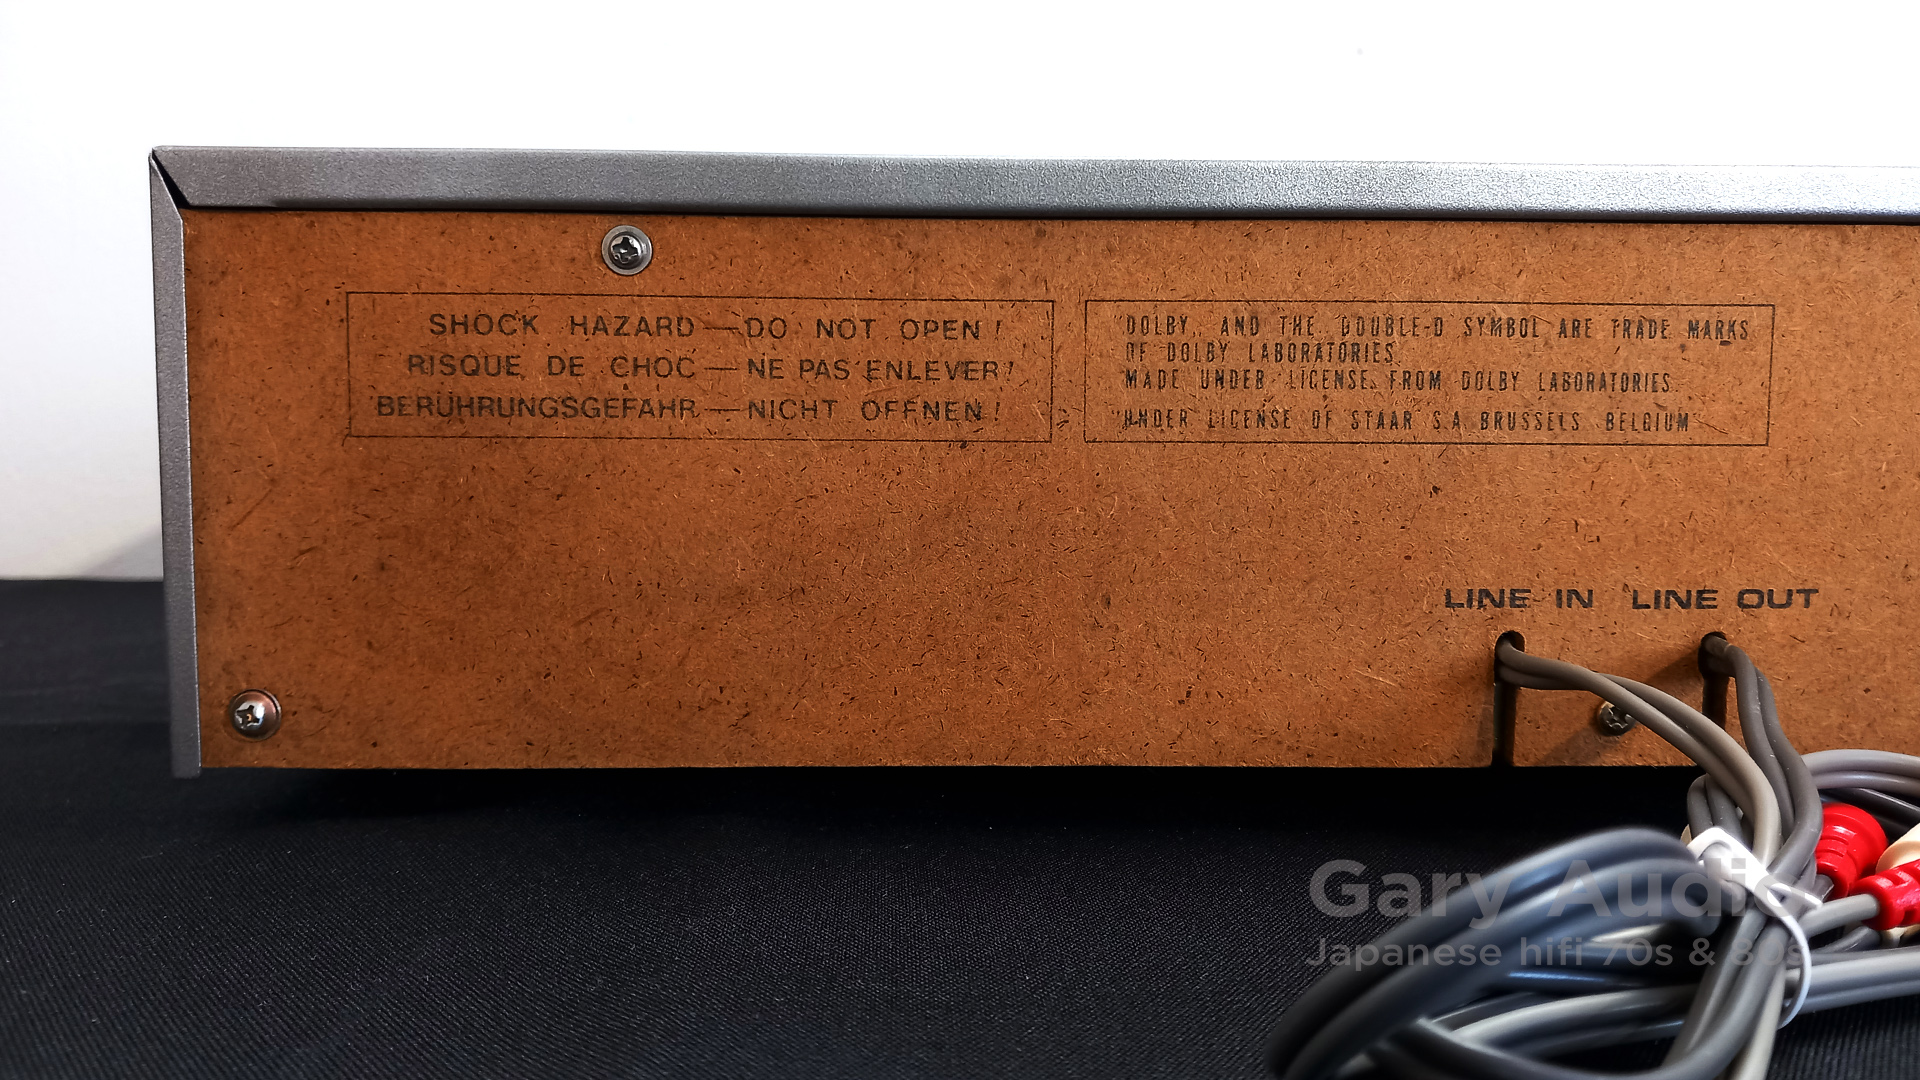 SHOCK HAZARD — DO NOT OPEN!
RISQUE DE CHOC — NE PAS ENLEVER!
BERÜHRUNGSGEFAHR — NICHT ÖFFNEN!
"DOLBY" AND THE DOUBLE-D SYMBOL ARE TRADE MARKS
OF DOLBY LABORATORIES.
MADE UNDER LICENSE FROM DOLBY LABORATORIES.
"UNDER LICENSE OF STAAR S.A. BRUSSELS BELGIUM"
LINE IN LINE OUT
Gary Audio
Japanese hifi 70s & 80s